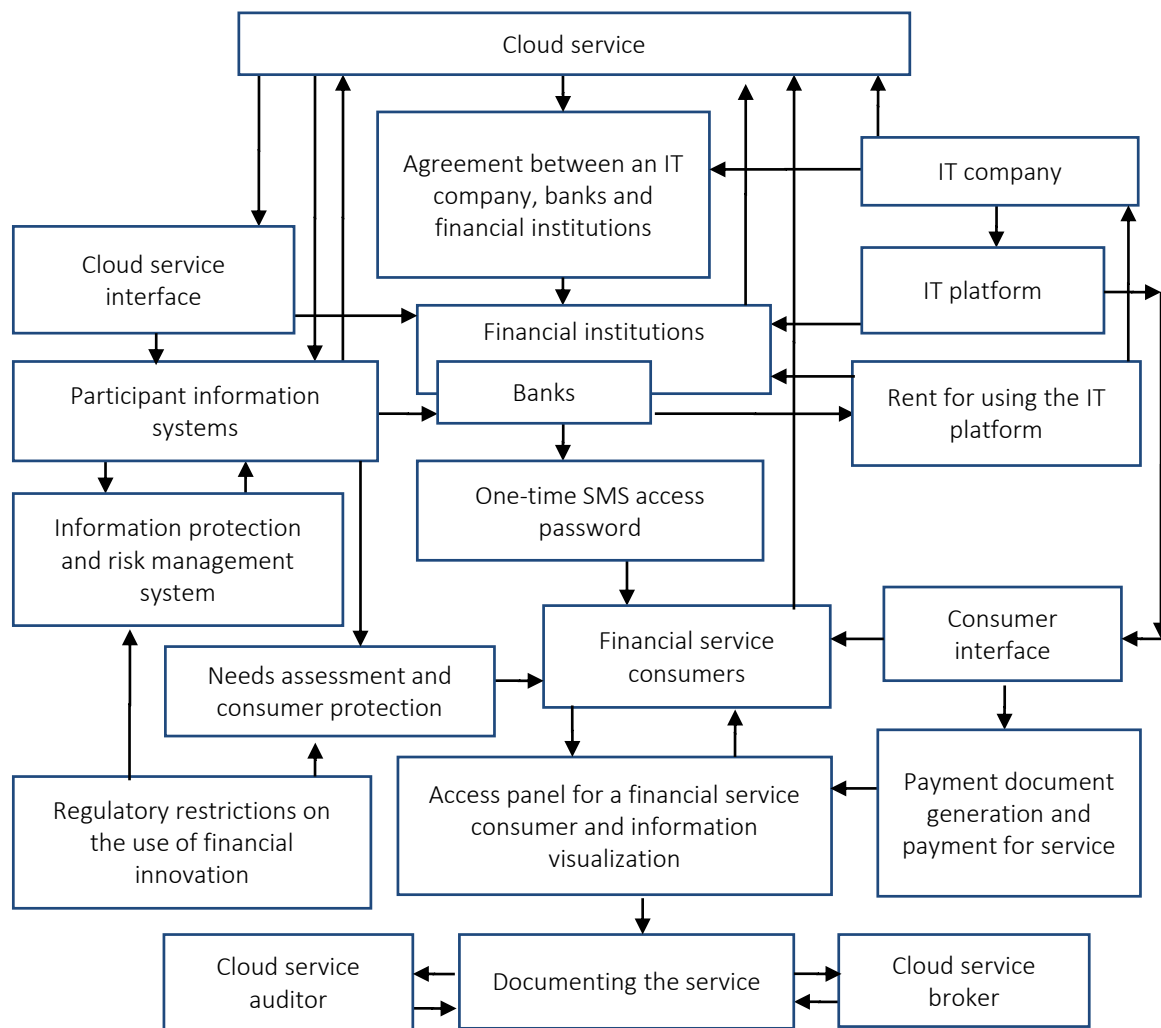 Cloud service
Agreement between an IT
company, banks and
financial institutions
IT company
Cloud service
interface
IT platform
Financial institutions
Participant information
systems
Banks
Rent for using the IT
platform
One-time SMS access
password
Information protection
and risk management
system
Financial service
consumers
Consumer
interface
Needs assessment and
consumer protection
Regulatory restrictions on
the use of financial
innovation
Access panel for a financial service
consumer and information
visualization
Payment document
generation and
payment for service
Cloud service
auditor
Documenting the service
Cloud service
broker